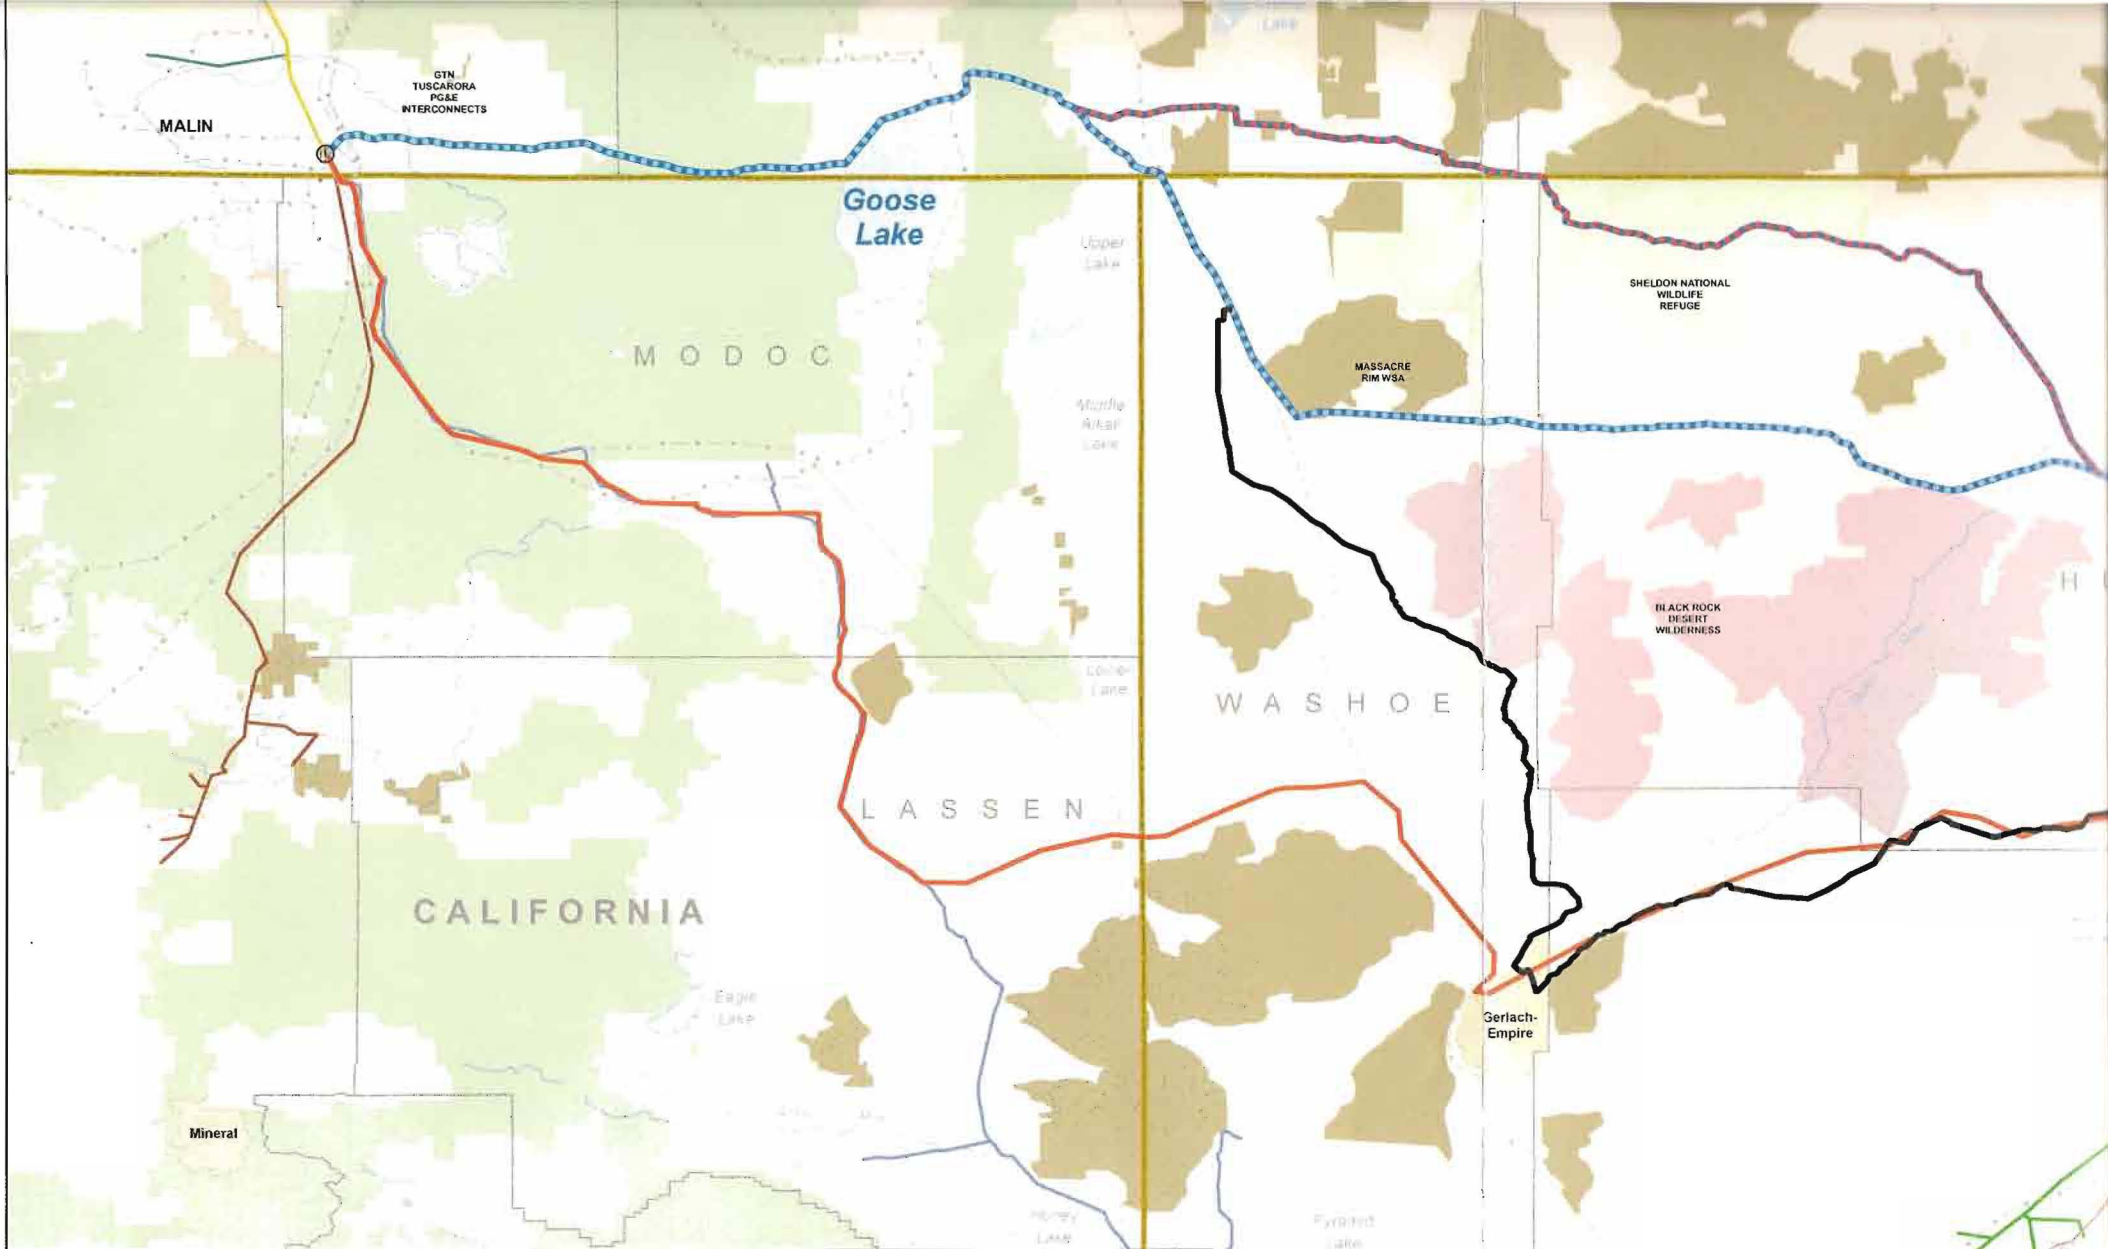 Lake
GTN
TUSCARORA
PG&E
INTERCONNECTS
MALIN
Goose
Lake
Upper
Lake
SHELDON NATIONAL
WILDLIFE
REFUGE
MODOC
MASSACRE
RIM WSA
Middle
Alkali
Lake
H
BLACK ROCK
DESERT
WILDERNESS
Lower
Lake
WASHOE
LASSEN
CALIFORNIA
Eagle
Lake
Gerlach-
Empire
Mineral
Honey
Lake
Pyramid
Lake